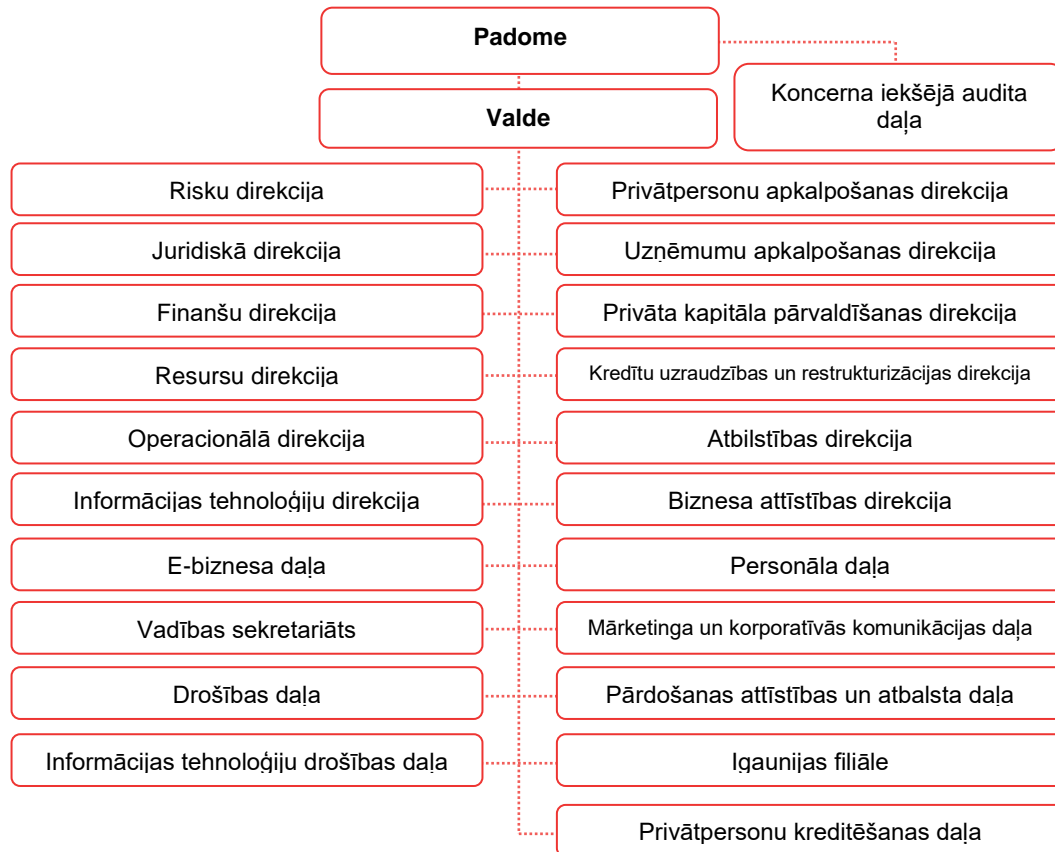 Padome
Koncerna iekšējā audita
daļa
Valde
Risku direkcija
Privātpersonu apkalpošanas direkcija
Juridiskā direkcija
Uzņēmumu apkalpošanas direkcija
Finanšu direkcija
Privāta kapitāla pārvaldīšanas direkcija
Resursu direkcija
Kredītu uzraudzības un restrukturizācijas direkcija
Operacionālā direkcija
Atbilstības direkcija
Informācijas tehnoloģiju direkcija
Biznesa attīstības direkcija
E-biznesa daļa
Personāla daļa
Vadības sekretariāts
Mārketinga un korporatīvās komunikācijas daļa
Drošības daļa
Pārdošanas attīstības un atbalsta daļa
Informācijas tehnoloģiju drošības daļa
Igaunijas filiāle
Privātpersonu kreditēšanas daļa